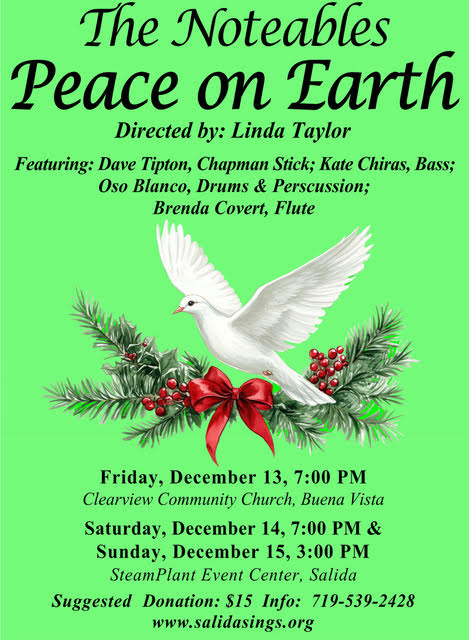 The Noteables
Peace on Earth
Directed by: Linda Taylor
Featuring: Dave Tipton, Chapman Stick; Kate Chiras, Bass;
Oso Blanco, Drums & Perscussion;
Brenda Covert, Flute
Friday, December 13, 7:00 PM
Clearview Community Church, Buena Vista
Saturday, December 14, 7:00 PM &
Sunday, December 15, 3:00 PM
SteamPlant Event Center, Salida
Suggested Donation: $15 Info: 719-539-2428
www.salidasings.org